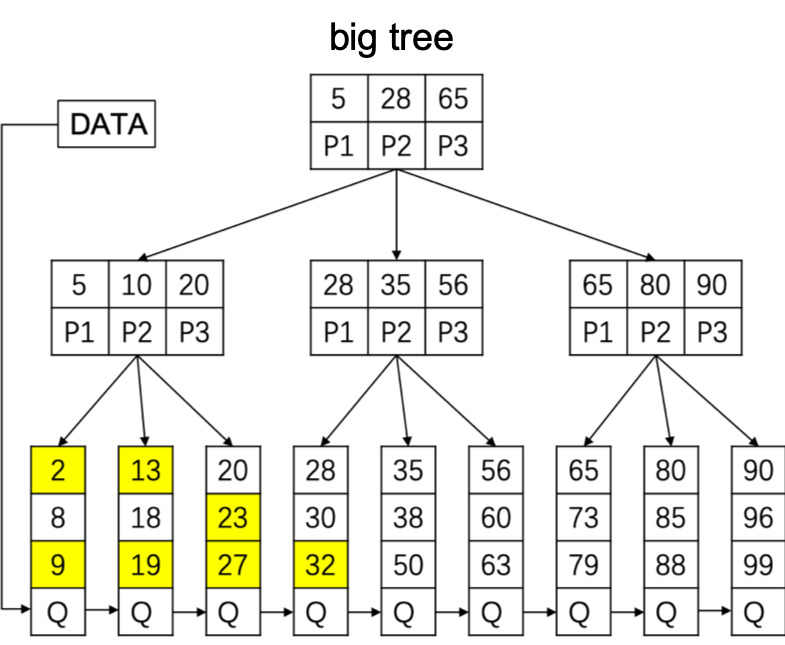 big tree
DATA
5 28 65
P1 P2 P3
5 10 20
P1 P2 P3
28 35 56
P1 P2 P3
65 80 90
P1 P2 P3
2 13 20 28 35 56 65 80 90
8 18 23 30 38 60 73 85 96
9 19 27 32 50 63 79 88 99
Q Q Q Q Q Q Q Q Q